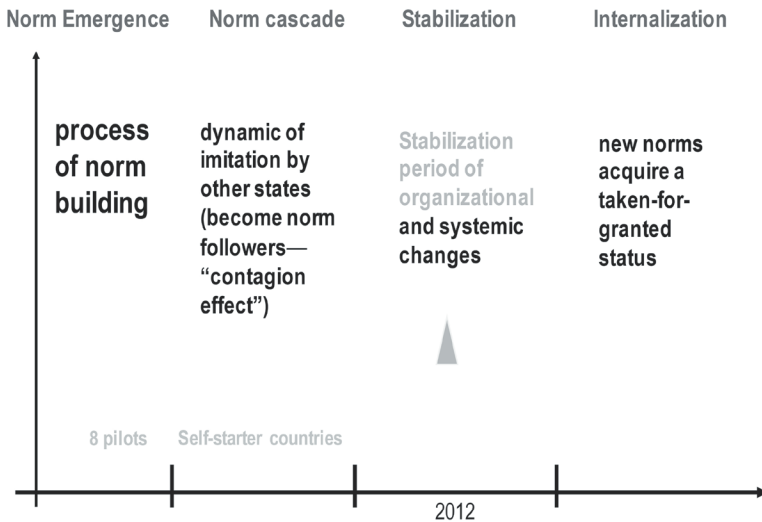 Norm Emergence
Norm cascade
Stabilization
Internalization
process
of norm
building
dynamic of
imitation by
other states
(become norm
followers—
“contagion
effect”)
Stabilization
period of
organizational
and systemic
changes
new norms
acquire a
taken-for-
granted
status
8 pilots
Self-starter countries
2012